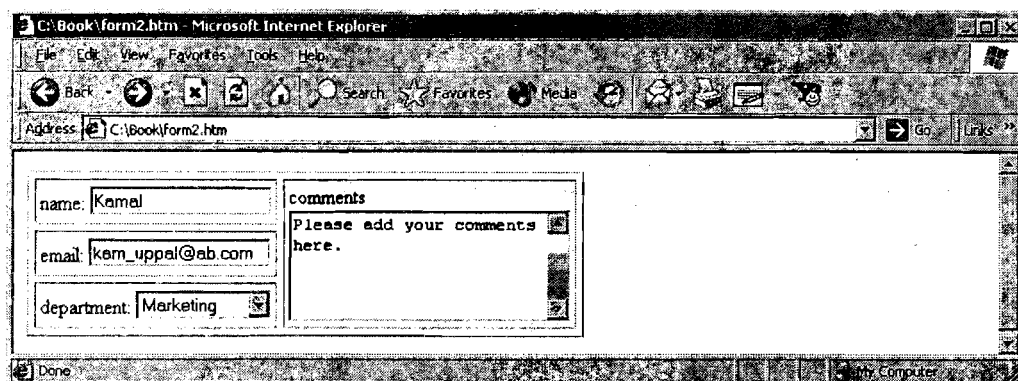 C:\Book\form2.htm - Microsoft Internet Explorer
File Edit View Favorites Tools Help
Back Search Favorites Media
Address C:\Book\form2.htm Go Links »
name: Kamal
email: kam_uppal@ab.com
department: Marketing
comments
Please add your comments
here.
Done My Computer